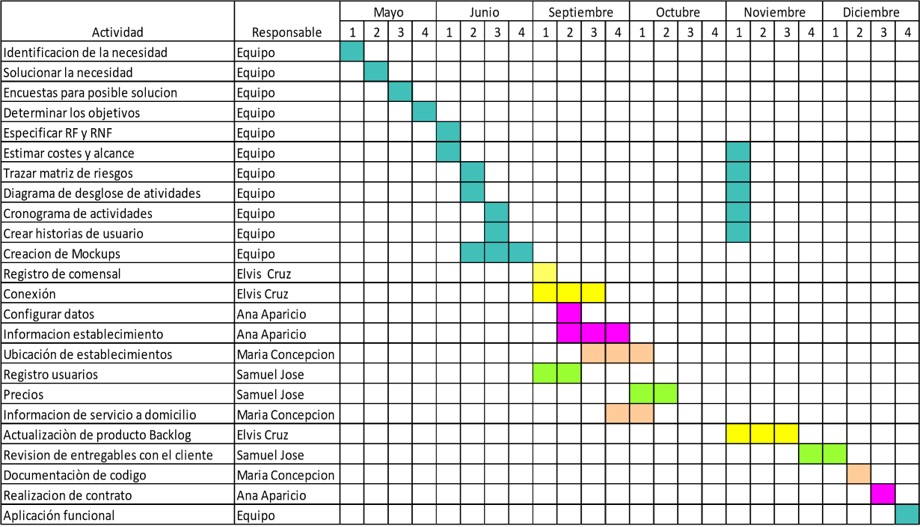 Mayo Junio Septiembre Octubre Noviembre Diciembre
Actividad Responsable 1 2 3 4 1 2 3 4 1 2 3 4 1 2 3 4 1 2 3 4 1 2 3 4
Identificacion de la necesidad Equipo
Solucionar la necesidad Equipo
Encuestas para posible solucion Equipo
Determinar los objetivos Equipo
Especificar RF y RNF Equipo
Estimar costes y alcance Equipo
Trazar matriz de riesgos Equipo
Diagrama de desglose de atividades Equipo
Cronograma de actividades Equipo
Crear historias de usuario Equipo
Creacion de Mockups Equipo
Registro de comensal Elvis Cruz
Conexión Elvis Cruz
Configurar datos Ana Aparicio
Informacion establecimiento Ana Aparicio
Ubicación de establecimientos Maria Concepcion
Registro usuarios Samuel Jose
Precios Samuel Jose
Informacion de servicio a domicilio Maria Concepcion
Actualizaciòn de producto Backlog Elvis Cruz
Revision de entregables con el cliente Samuel Jose
Documentaciòn de codigo Maria Concepcion
Realizacion de contrato Ana Aparicio
Aplicación funcional Equipo